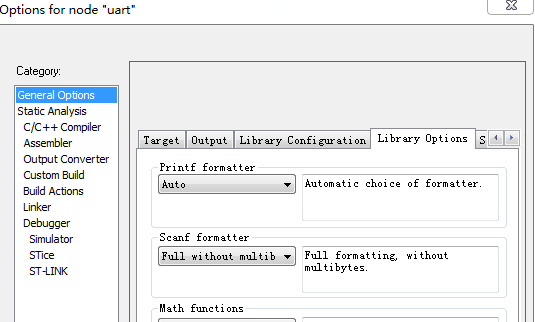 Options for node "uart"
Category:
General Options
Static Analysis
C/C++ Compiler
Assembler
Output Converter
Custom Build
Build Actions
Linker
Debugger
Simulator
STice
ST-LINK
Target Output Library Configuration Library Options S
Printf formatter
Auto
Automatic choice of formatter.
Scanf formatter
Full without multib
Full formatting, without
multibytes.
Math functions